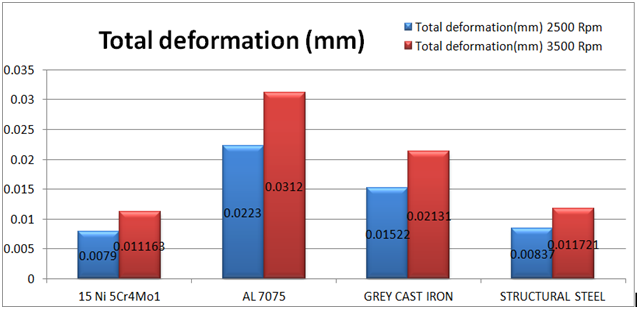 Total deformation (mm)
Total deformation(mm) 2500 Rpm
Total deformation(mm) 3500 Rpm
0.035
0.03
0.025
0.02
0.015
0.01
0.005
0
0.0079
0.011163
0.0223
0.0312
0.01522
0.02131
0.00837
0.011721
15 Ni 5Cr4Mo1
AL 7075
GREY CAST IRON
STRUCTURAL STEEL